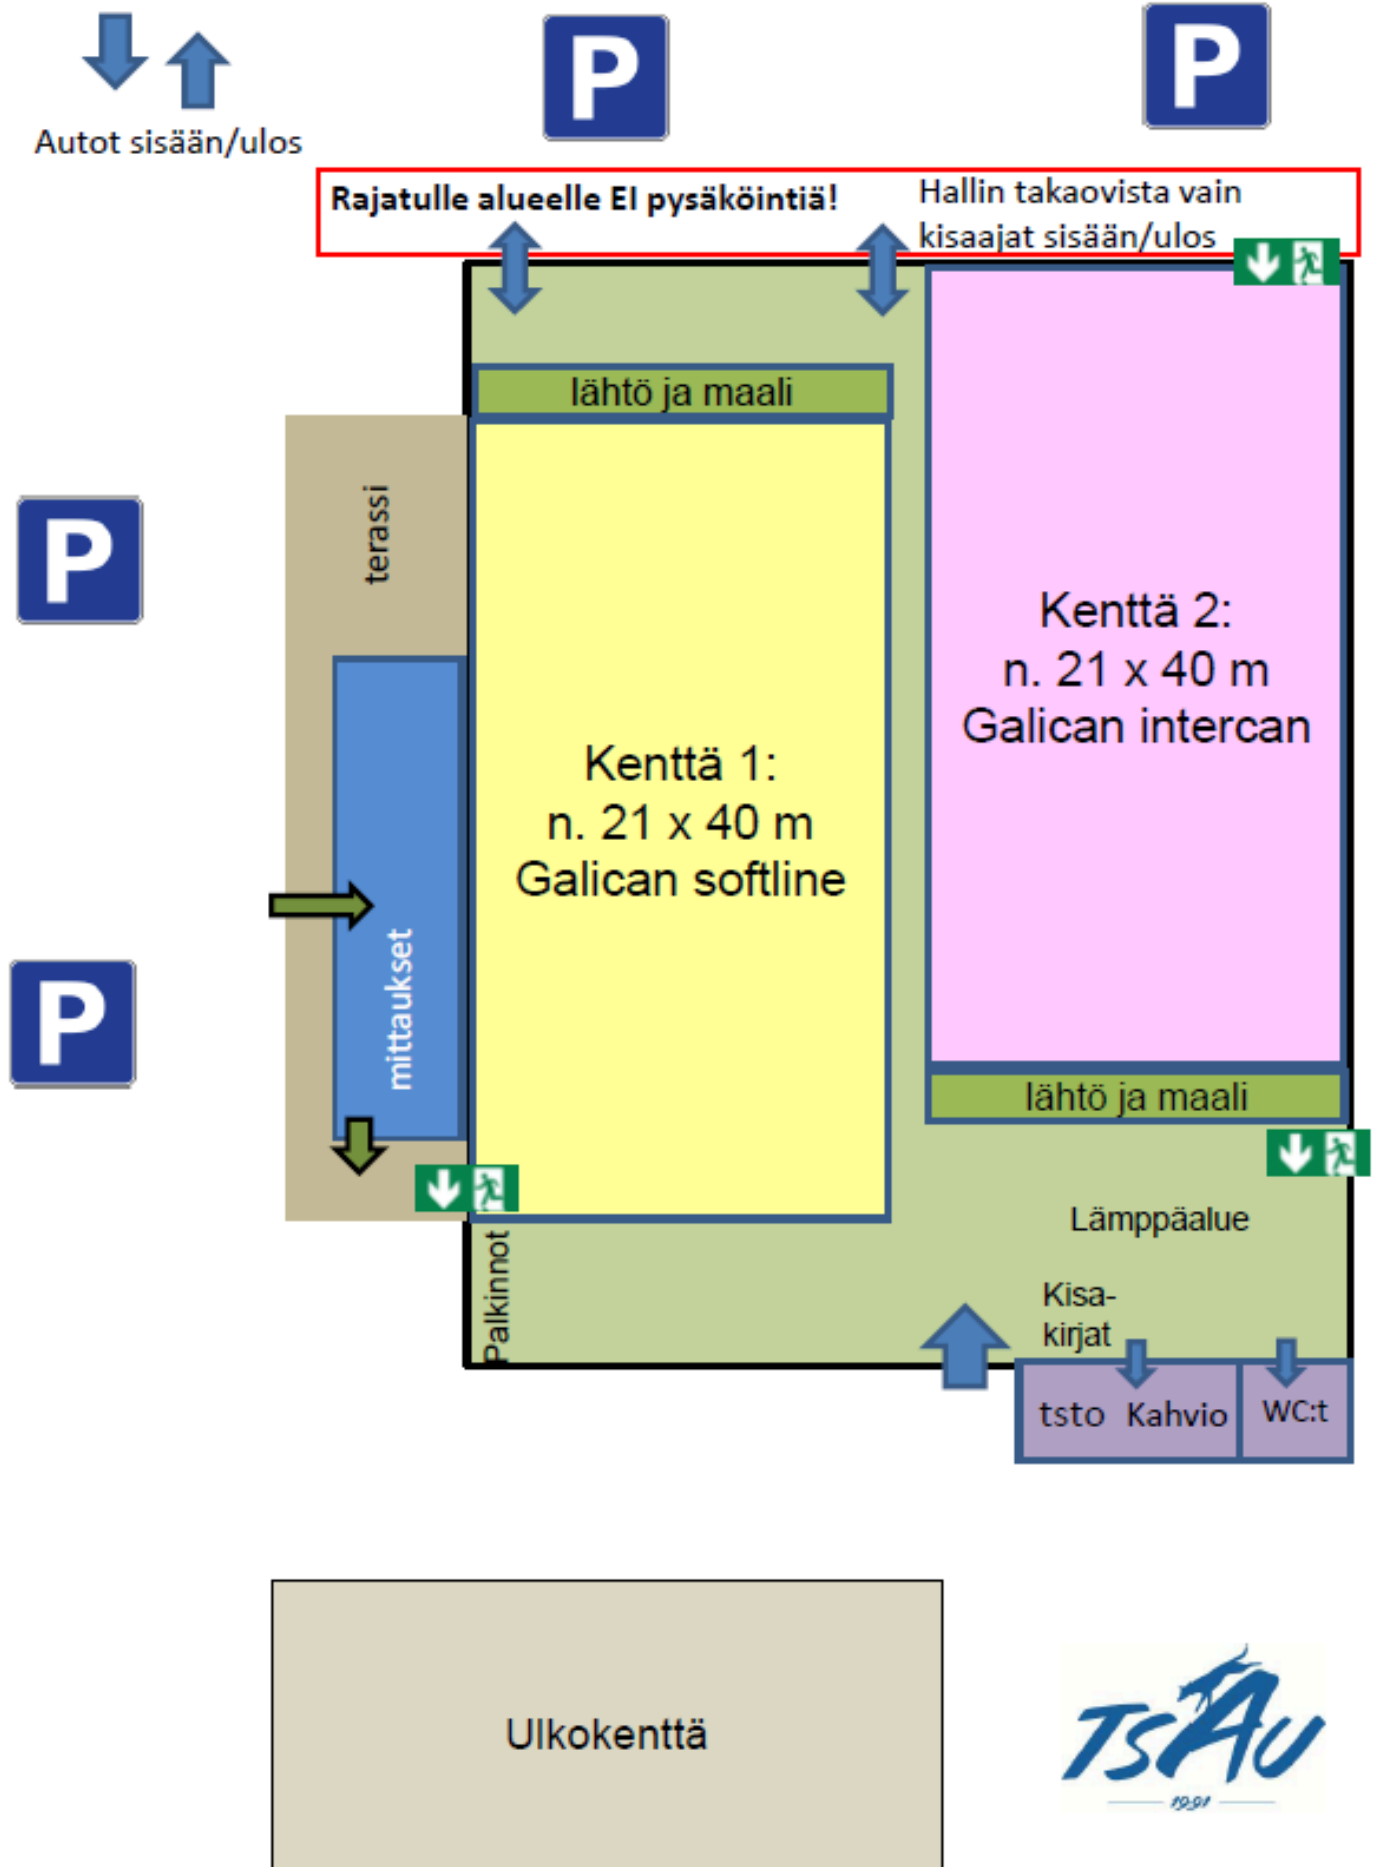 P
P
Autot sisään/ulos
Rajatulle alueelle EI pysäköintiä!
Hallin takaovista vain
kisaajat sisään/ulos
lähtö ja maali
terassi
P
Kenttä 2:
n. 21 x 40 m
Galican intercan
Kenttä 1:
n. 21 x 40 m
Galican softline
mittaukset
P
lähtö ja maali
Lämppäalue
Palkinnot
Kisa-
kirjat
tsto Kahvio
WC:t
Ulkokenttä
TSAU
1991